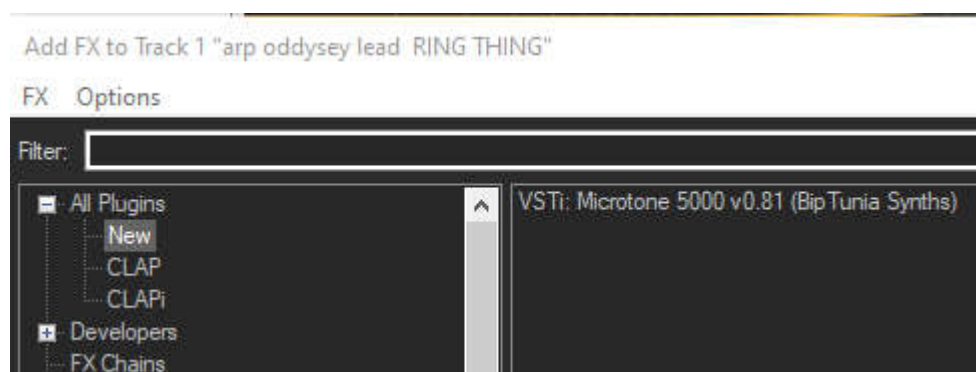 Add FX to Track 1 "arp oddysey lead  RING THING"
FX Options
Filter:
All Plugins
New
CLAP
CLAPi
Developers
FX Chains
VSTi: Microtone 5000 v0.81 (BipTunia Synths)